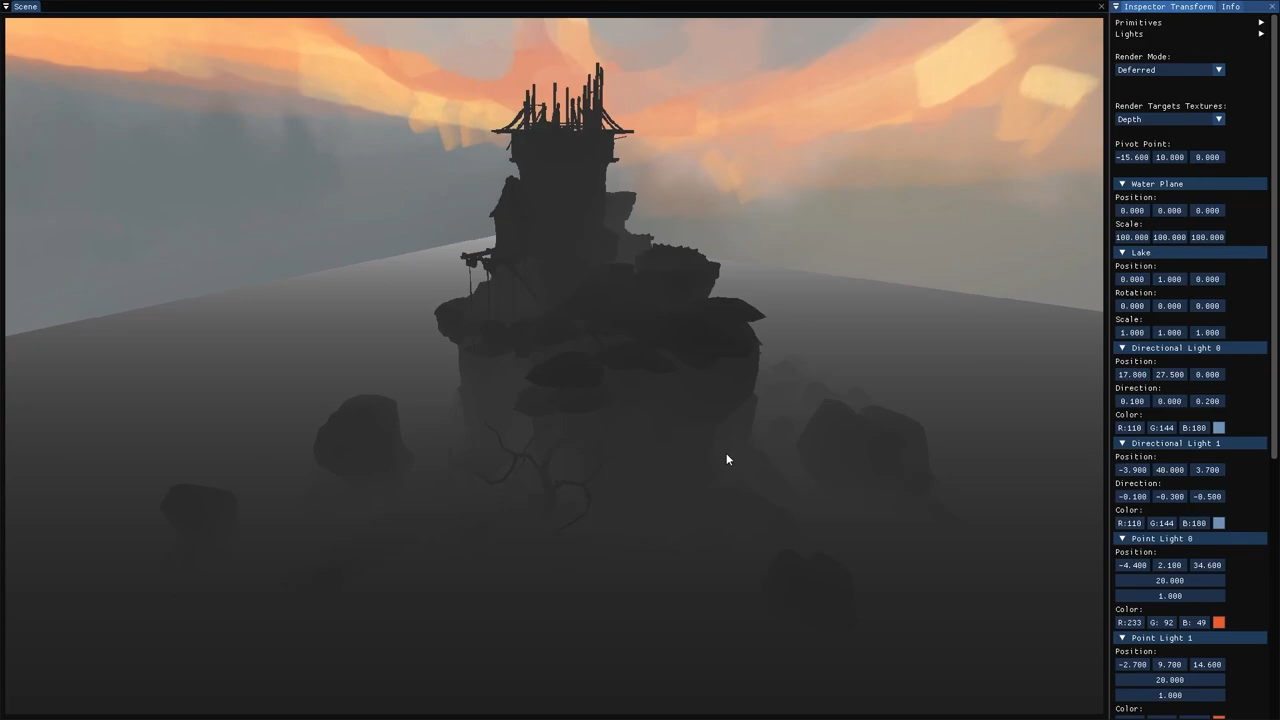 Scene
Inspector Transform Info
Primitives
Lights
Render Mode:
Deferred
Render Targets Textures:
Depth
Pivot Point:
-15.600 10.800 0.000
Water Plane
Position:
0.000 0.000 0.000
Scale:
100.000 100.000 100.000
Lake
Position:
0.000 1.000 0.000
Rotation:
0.000 0.000 0.000
Scale:
1.000 1.000 1.000
Directional Light 0
Position:
17.800 27.500 0.000
Direction:
0.100 0.000 0.200
Color:
R:110 G:144 B:180
Directional Light 1
Position:
-3.900 40.000 3.700
Direction:
-0.100 -0.300 -0.500
Color:
R:110 G:144 B:180
Point Light 0
Position:
-4.400 2.100 34.600
20.000
1.000
Color:
R:233 G: 92 B: 49
Point Light 1
Position:
-2.700 9.700 14.600
20.000
1.000
Color: